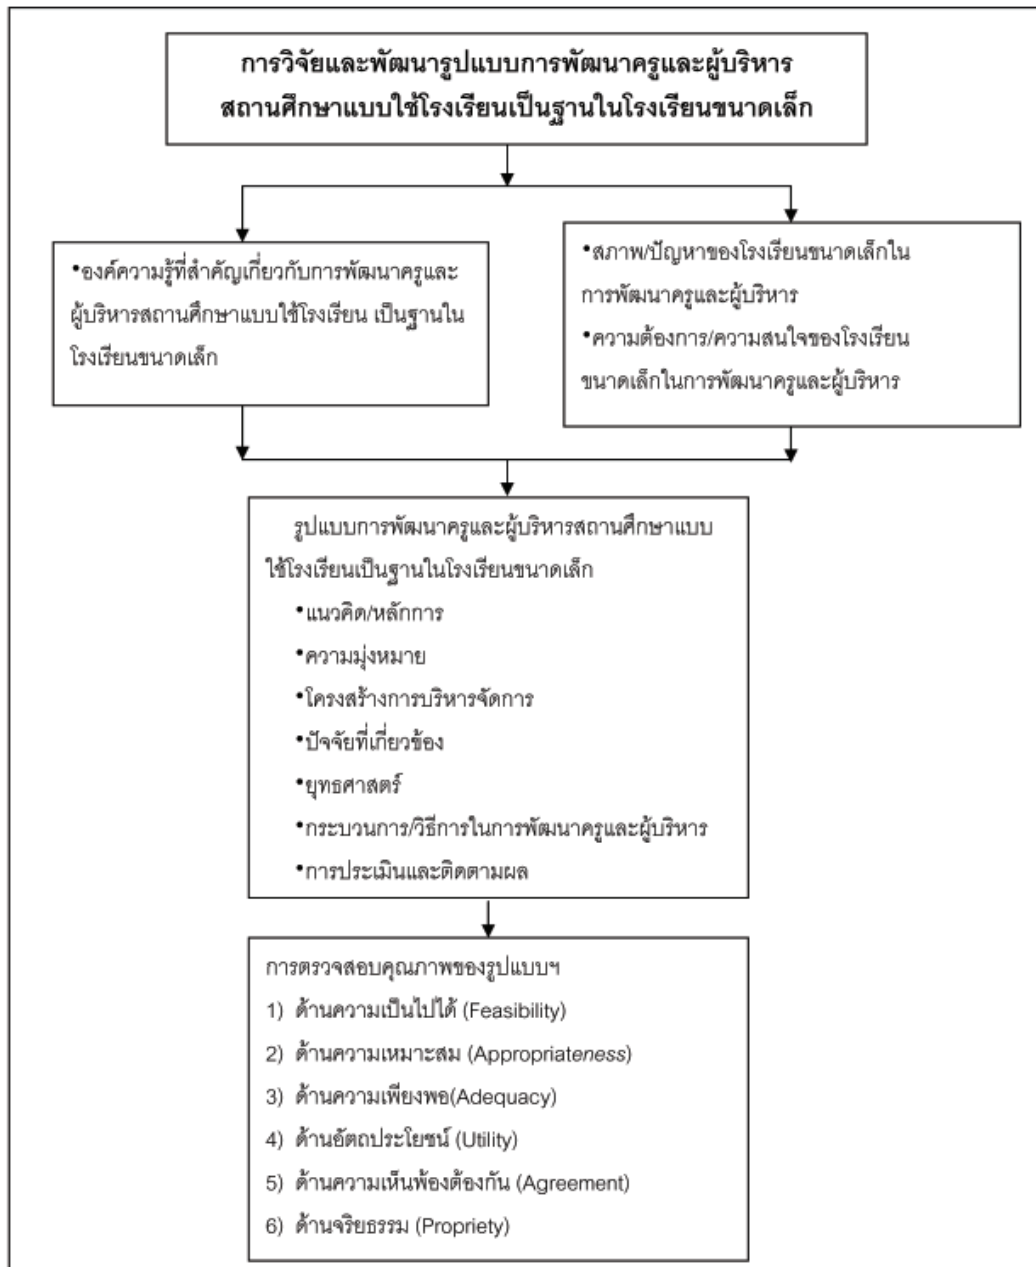 การวิจัยและพัฒนารูปแบบการพัฒนาครูและผู้บริหาร
สถานศึกษาแบบใช้โรงเรียนเป็นฐานในโรงเรียนขนาดเล็ก
•องค์ความรู้ที่สำคัญเกี่ยวกับการพัฒนาครูและ
ผู้บริหารสถานศึกษาแบบใช้โรงเรียน เป็นฐานใน
โรงเรียนขนาดเล็ก
•สภาพ/ปัญหาของโรงเรียนขนาดเล็กใน
การพัฒนาครูและผู้บริหาร
•ความต้องการ/ความสนใจของโรงเรียน
ขนาดเล็กในการพัฒนาครูและผู้บริหาร
รูปแบบการพัฒนาครูและผู้บริหารสถานศึกษาแบบ
ใช้โรงเรียนเป็นฐานในโรงเรียนขนาดเล็ก
•แนวคิด/หลักการ
•ความมุ่งหมาย
•โครงสร้างการบริหารจัดการ
•ปัจจัยที่เกี่ยวข้อง
•ยุทธศาสตร์
•กระบวนการ/วิธีการในการพัฒนาครูและผู้บริหาร
•การประเมินและติดตามผล
การตรวจสอบคุณภาพของรูปแบบฯ
1) ด้านความเป็นไปได้ (Feasibility)
2) ด้านความเหมาะสม (Appropriateness)
3) ด้านความเพียงพอ(Adequacy)
4) ด้านอัตถประโยชน์ (Utility)
5) ด้านความเห็นพ้องต้องกัน (Agreement)
6) ด้านจริยธรรม (Propriety)